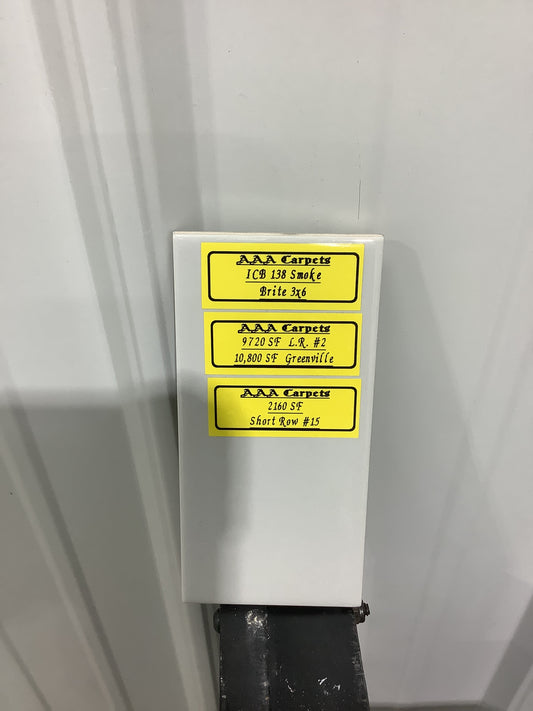 AAA Carpets
ICB 138 Smoke
Brite 3x6
AAA Carpets
9720 SF L.R. #2
10,800 SF Greenville
AAA Carpets
2160 SF
Short Row #15